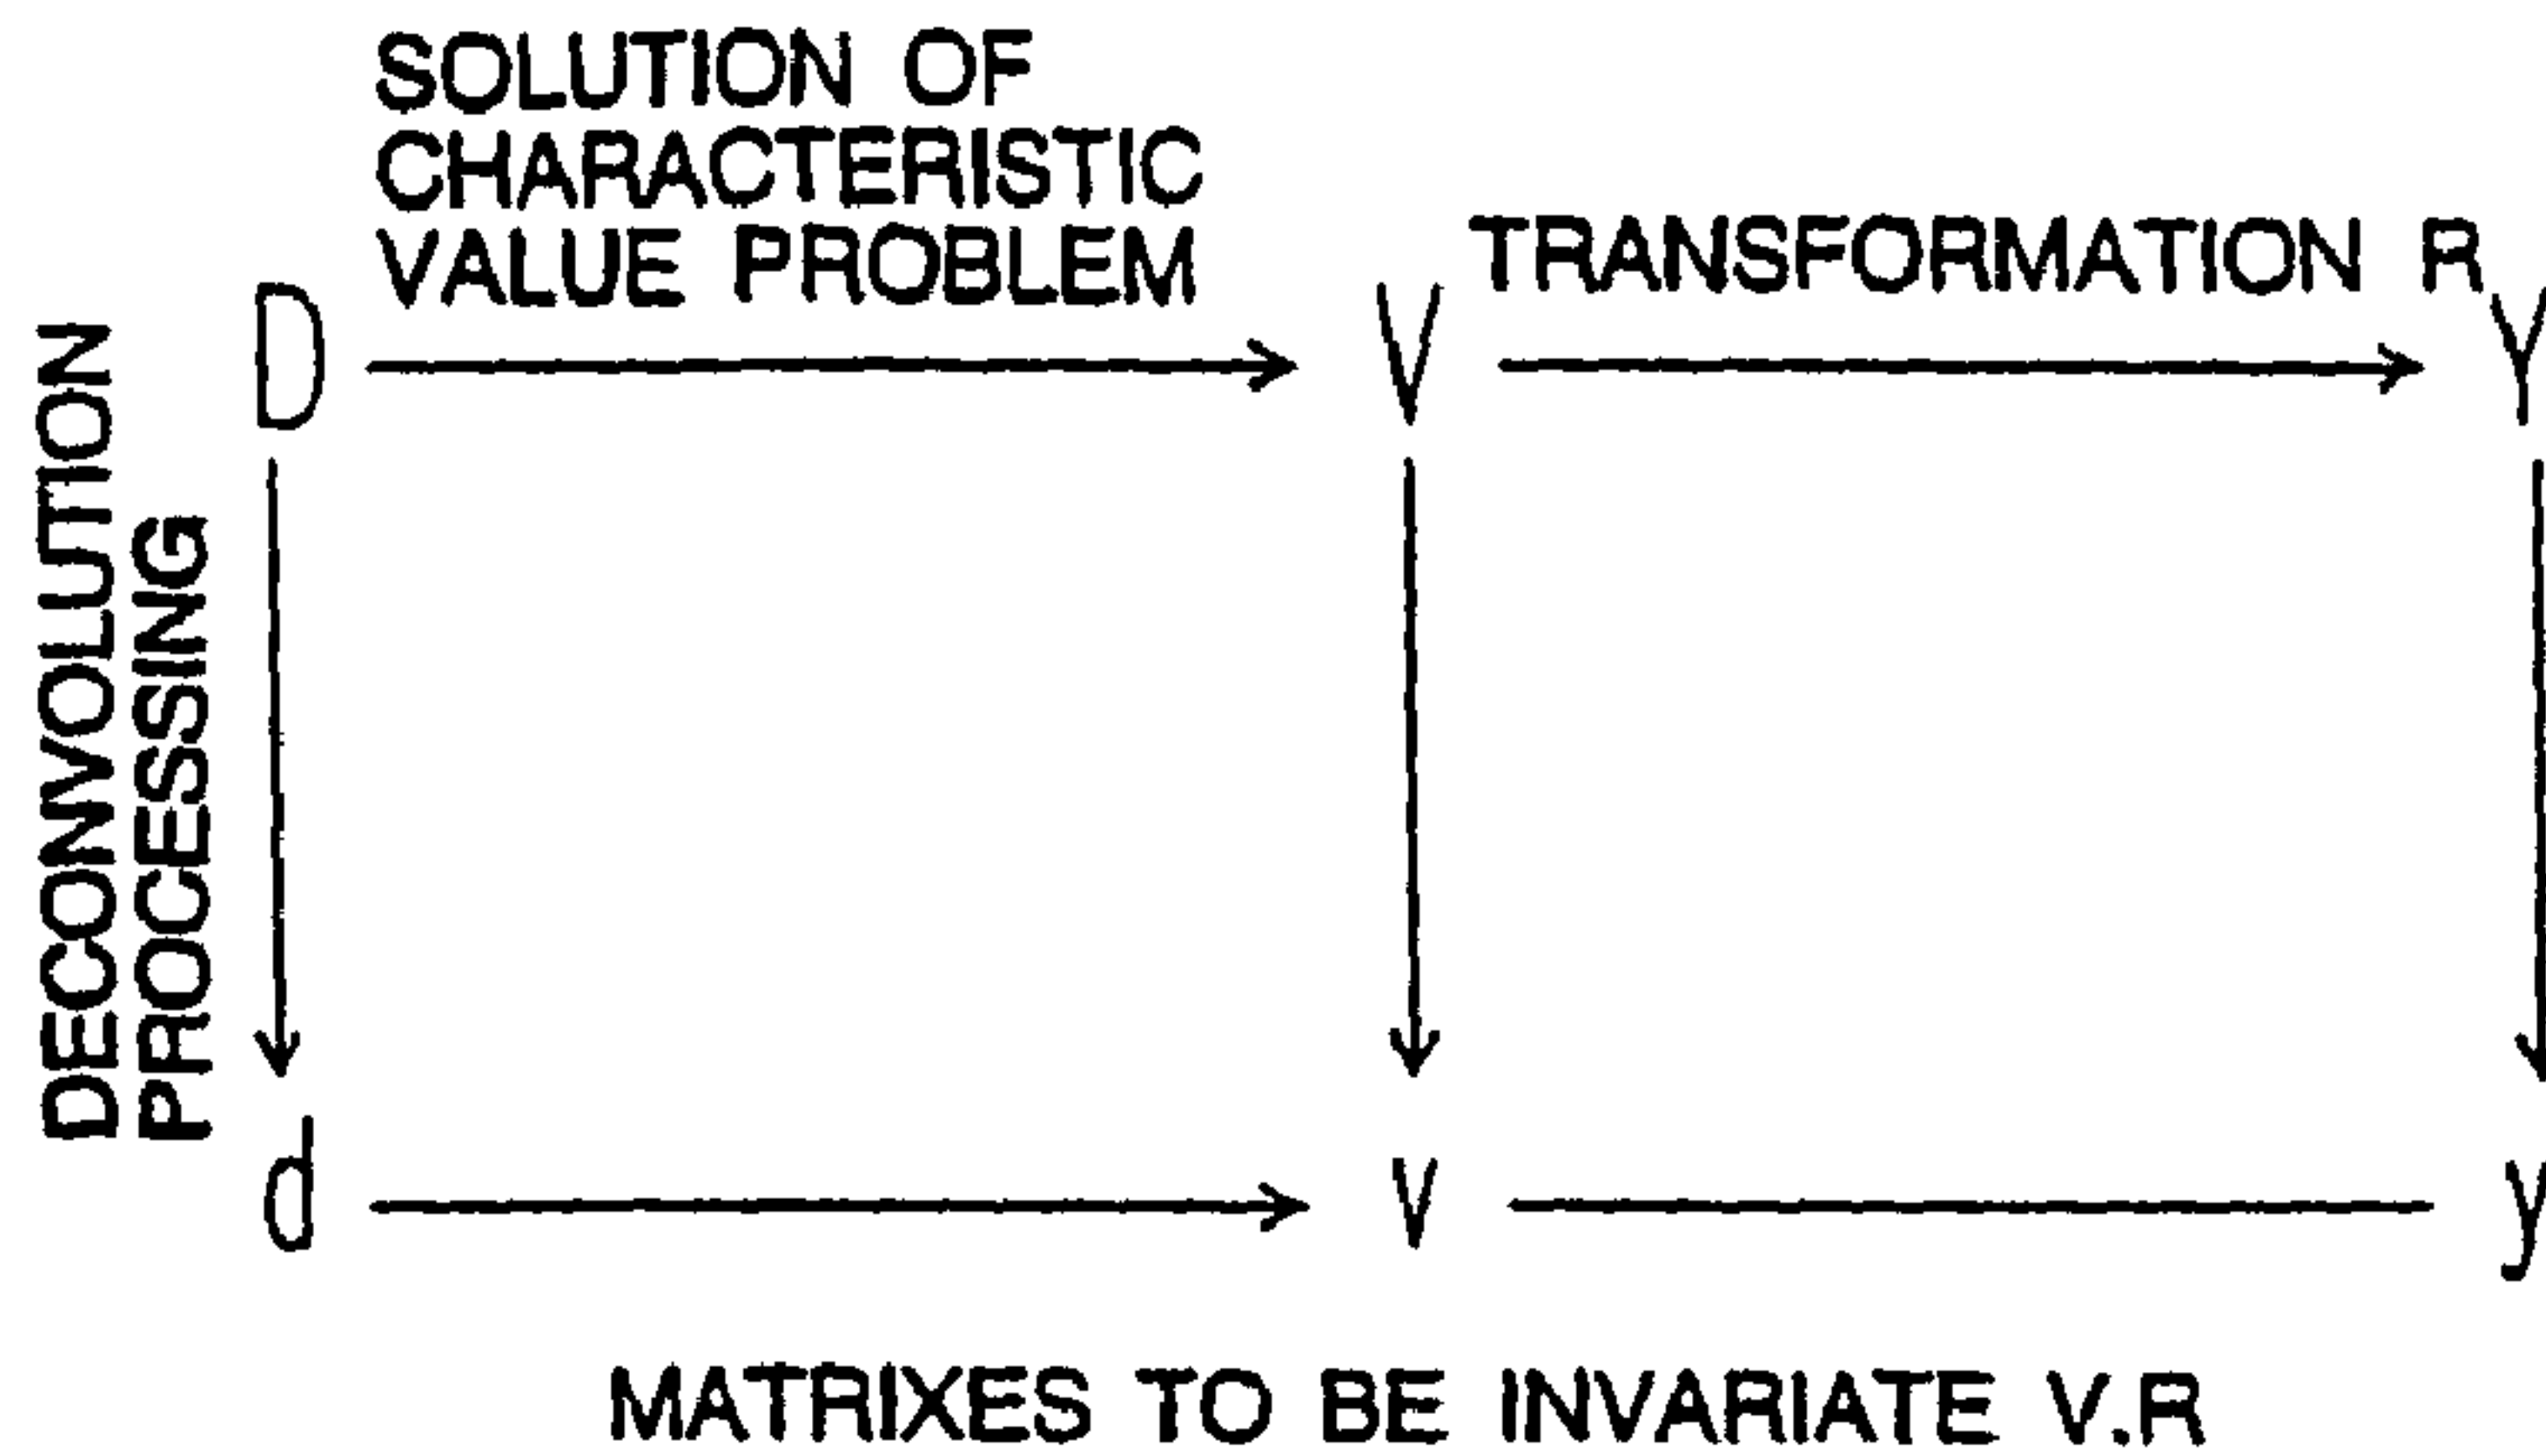 SOLUTION OF
CHARACTERISTIC
VALUE PROBLEM
TRANSFORMATION R
D
V
Y
DECONVOLUTION
PROCESSING
d
v
y
MATRIXES TO BE INVARIATE V.R